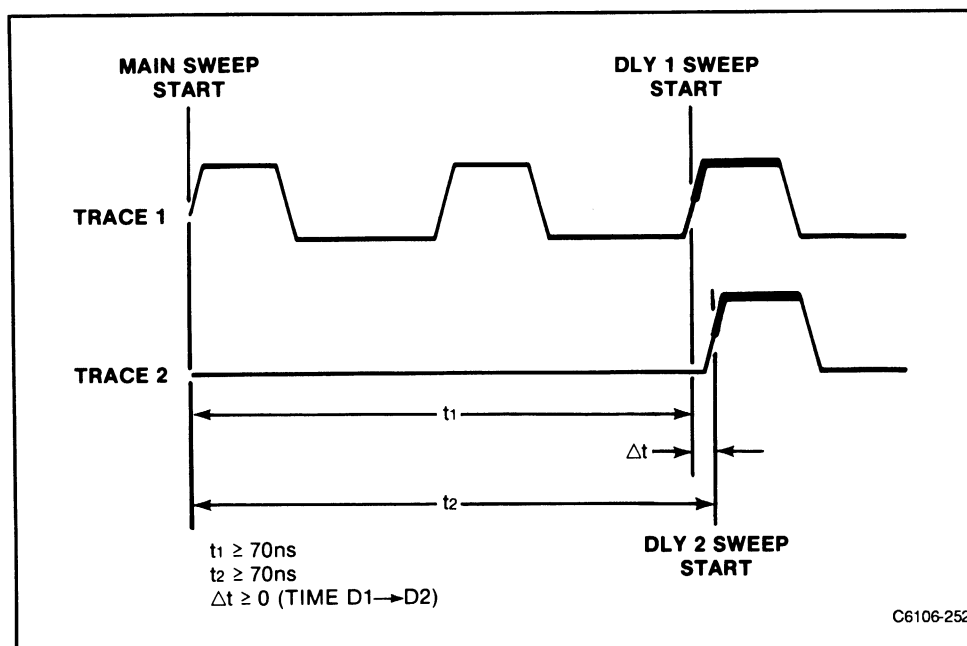 MAIN SWEEP
START
DLY 1 SWEEP
START
TRACE 1
TRACE 2
t1
Δt
t2
t1 ≥ 70ns
t2 ≥ 70ns
Δt ≥ 0 (TIME D1→D2)
DLY 2 SWEEP
START
C6106-252